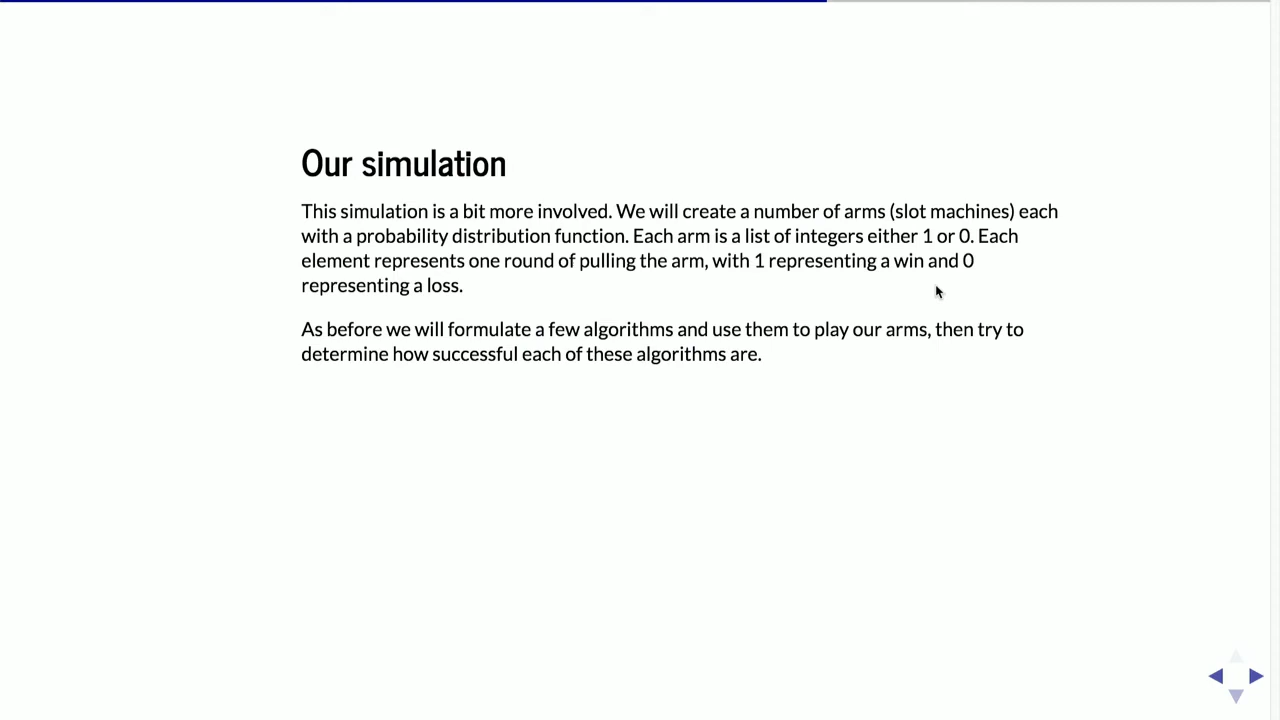 Our simulation
This simulation is a bit more involved. We will create a number of arms (slot machines) each
with a probability distribution function. Each arm is a list of integers either 1 or 0. Each
element represents one round of pulling the arm, with 1 representing a win and 0
representing a loss.
As before we will formulate a few algorithms and use them to play our arms, then try to
determine how successful each of these algorithms are.